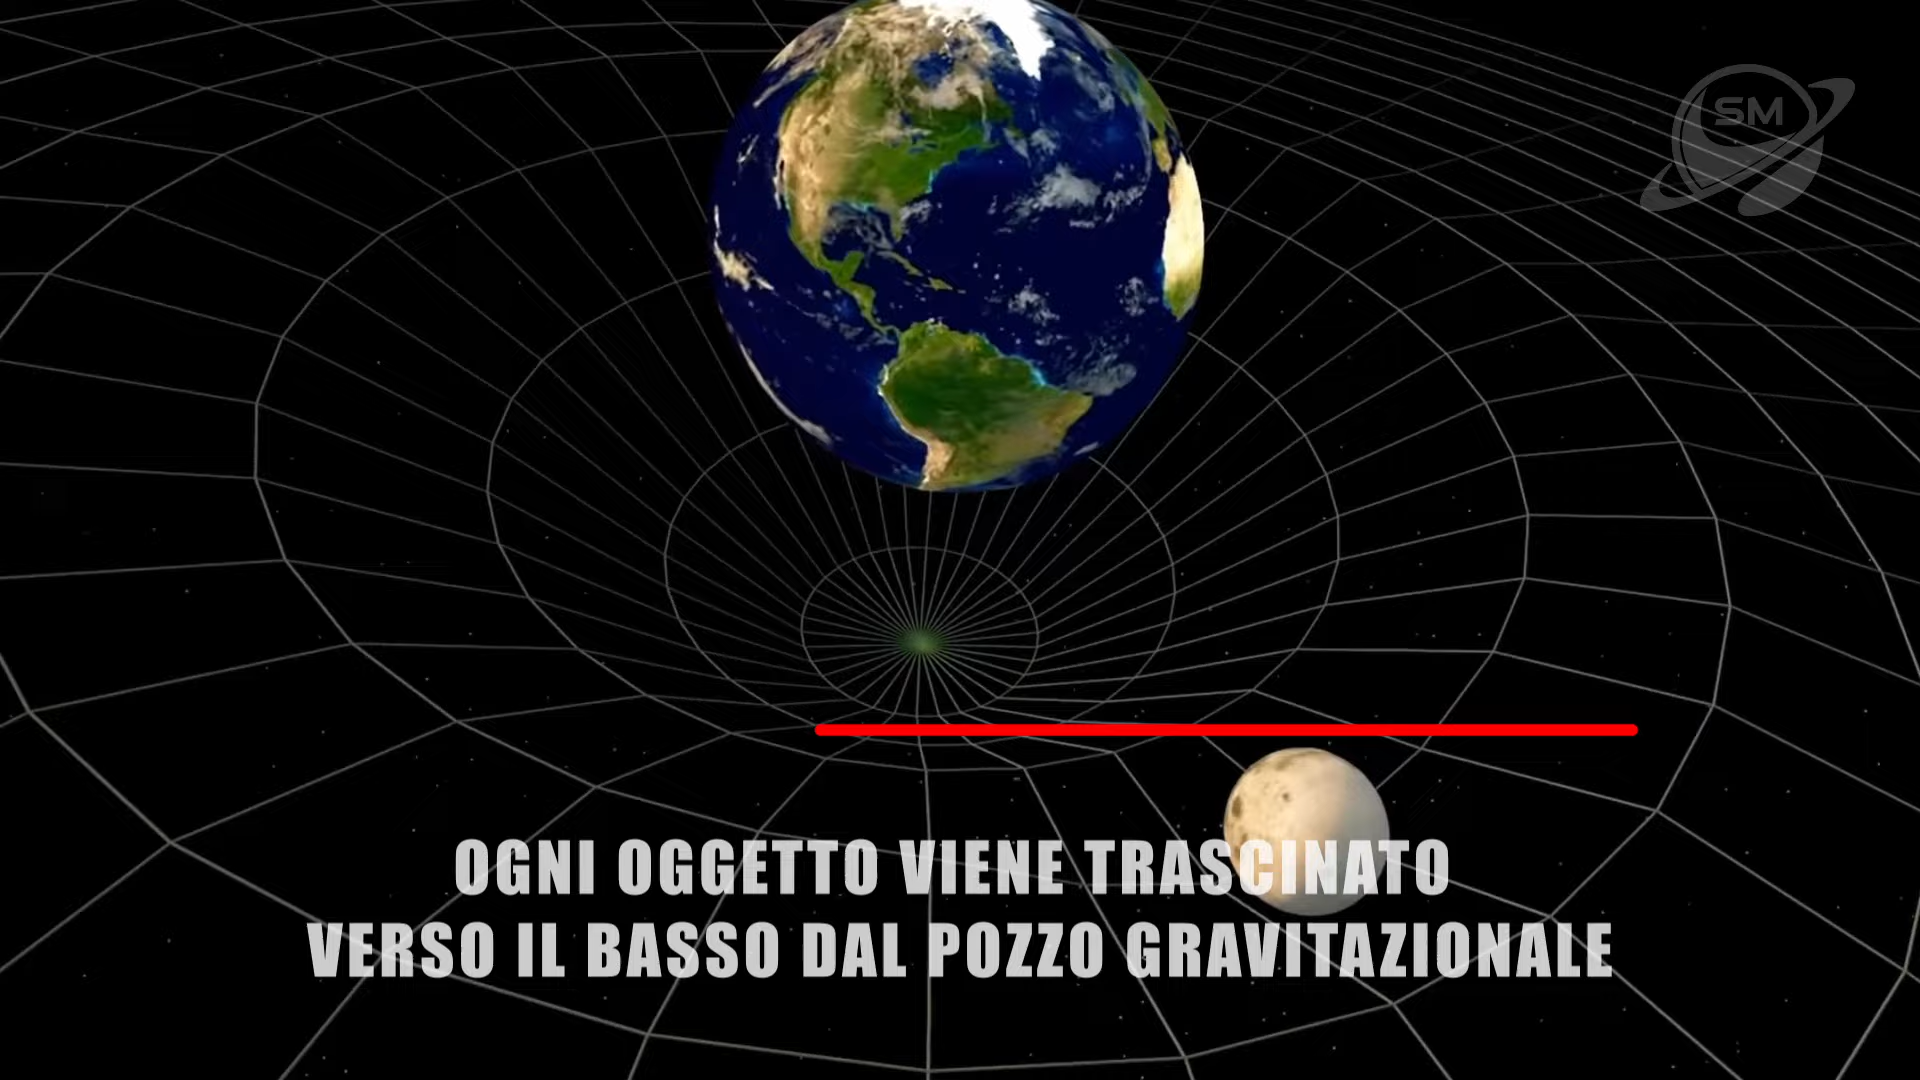 SM
OGNI OGGETTO VIENE TRASCINATO
VERSO IL BASSO DAL POZZO GRAVITAZIONALE